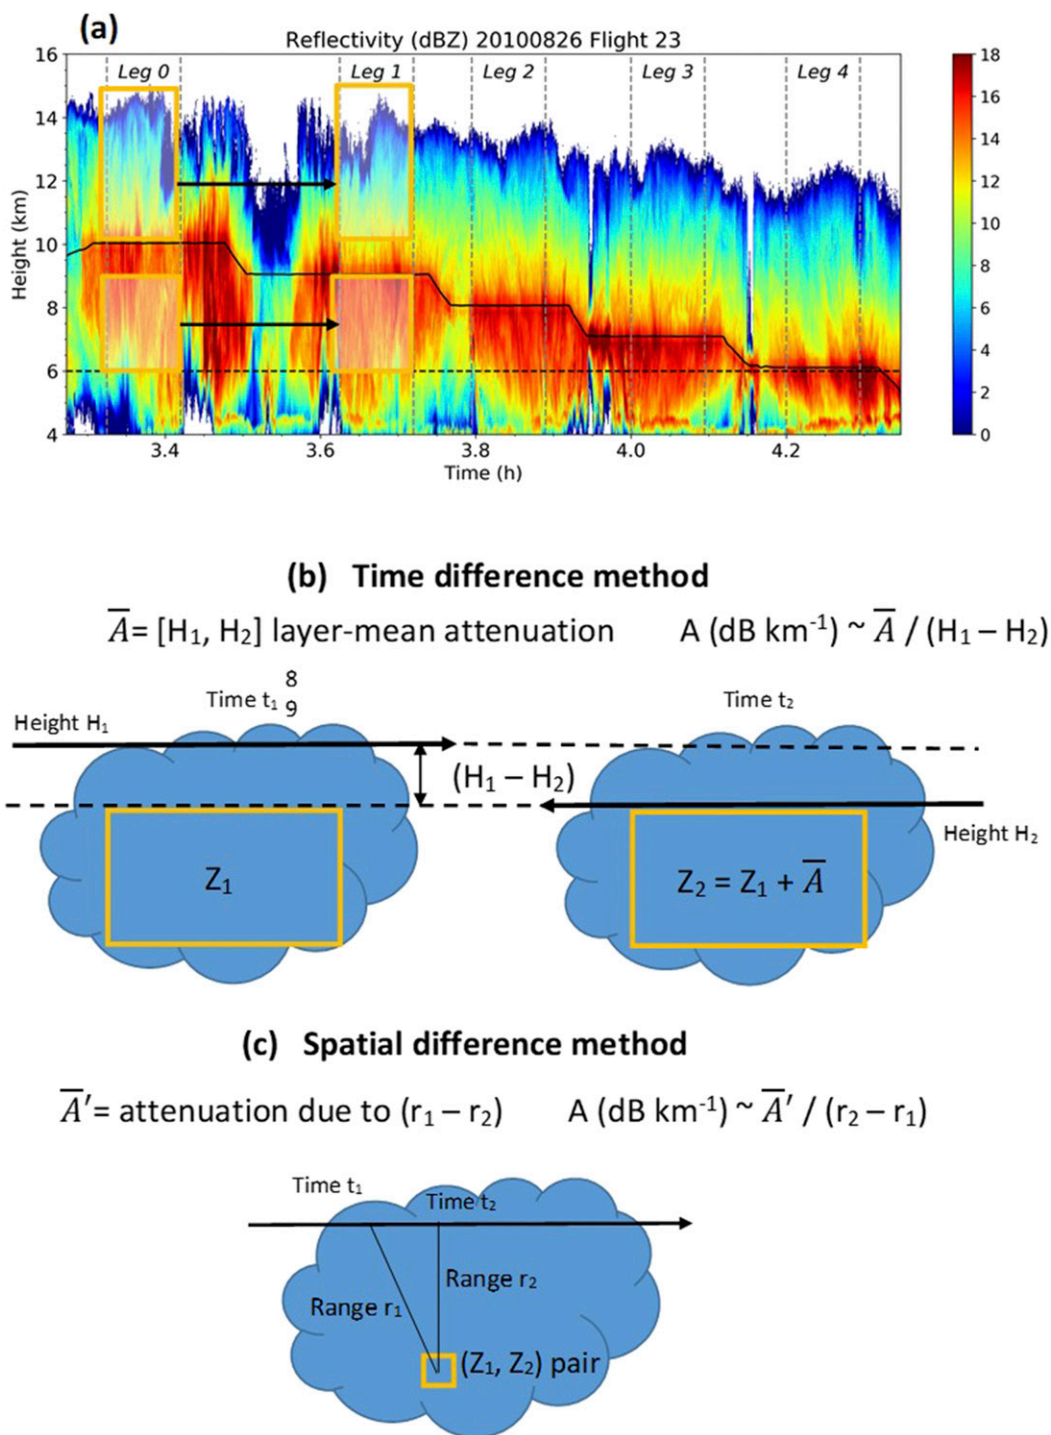 (a)
Reflectivity (dBZ) 20100826 Flight 23
Leg 0 Leg 1 Leg 2 Leg 3 Leg 4
Height (km)
16
14
12
10
8
6
4
3.4 3.6 3.8 4.0 4.2
Time (h)
18
16
14
12
10
8
6
4
2
0
(b) Time difference method
A̅= [H₁, H₂] layer-mean attenuation A (dB km⁻¹) ~ A̅ / (H₁ – H₂)
8
Time t₁
9
Time t₂
Height H₁
(H₁ – H₂)
Height H₂
Z₁
Z₂ = Z₁ + A̅
(c) Spatial difference method
A̅′= attenuation due to (r₁ – r₂) A (dB km⁻¹) ~ A̅′ / (r₂ – r₁)
Time t₁
Time t₂
Range r₂
Range r₁
(Z₁, Z₂) pair